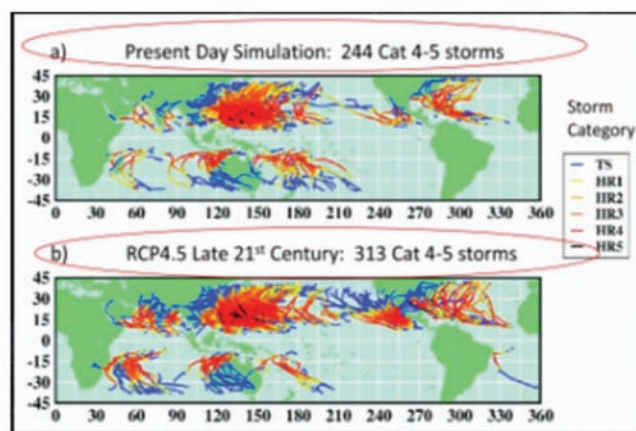 a) Present Day Simulation: 244 Cat 4-5 storms
45
30
15
0
-15
-30
-45
0 30 60 90 120 150 180 210 240 270 300 330 360
Storm
Category
TS
HR1
HR2
HR3
HR4
HR5
b) RCP4.5 Late 21st Century: 313 Cat 4-5 storms
45
30
15
0
-15
-30
-45
0 30 60 90 120 150 180 210 240 270 300 330 360